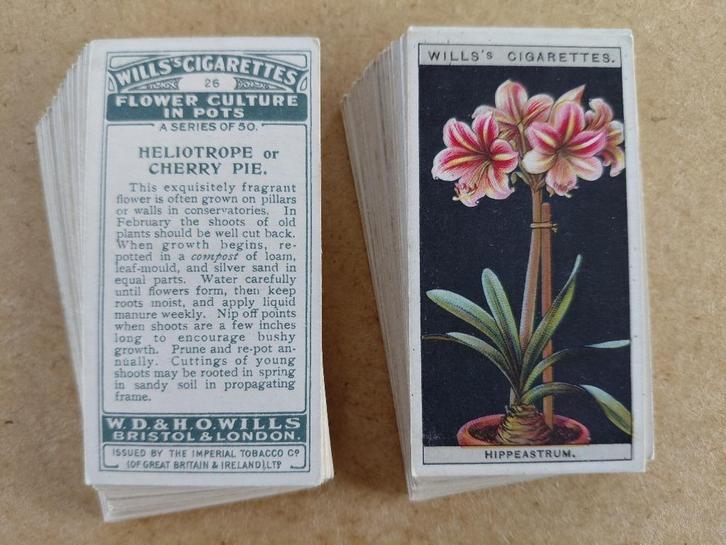 WILLS'S CIGARETTES
26
FLOWER CULTURE
IN POTS
A SERIES OF 50.
HELIOTROPE or
CHERRY PIE.
This exquisitely fragrant
flower is often grown on pillars
or walls in conservatories. In
February the shoots of old
plants should be well cut back.
When growth begins, re-
potted in a compost of loam,
leaf-mould, and silver sand in
equal parts. Water carefully
until flowers form, then keep
roots moist, and apply liquid
manure weekly. Nip off points
when shoots are a few inches
long to encourage bushy
growth. Prune and re-pot an-
nually. Cuttings of young
shoots may be rooted in spring
in sandy soil in propagating
frame.
W.D.& H.O.WILLS
BRISTOL & LONDON.
ISSUED BY THE IMPERIAL TOBACCO Co
(OF GREAT BRITAIN & IRELAND), LTD
WILLS'S CIGARETTES.
HIPPEASTRUM.